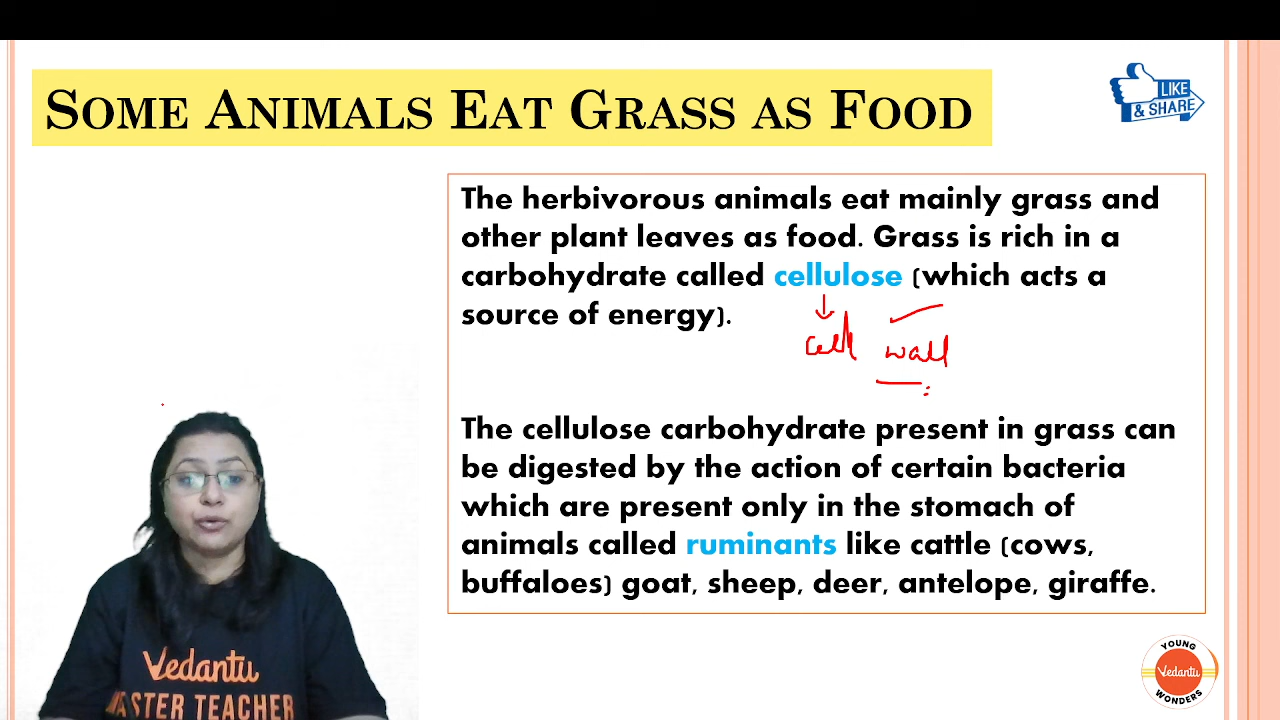 SOME ANIMALS EAT GRASS AS FOOD
LIKE
& SHARE
The herbivorous animals eat mainly grass and
other plant leaves as food. Grass is rich in a
carbohydrate called cellulose (which acts a
source of energy).
cell wall
The cellulose carbohydrate present in grass can
be digested by the action of certain bacteria
which are present only in the stomach of
animals called ruminants like cattle (cows,
buffaloes) goat, sheep, deer, antelope, giraffe.
Vedantu
MASTER TEACHER
YOUNG
Vedantu
WONDERS